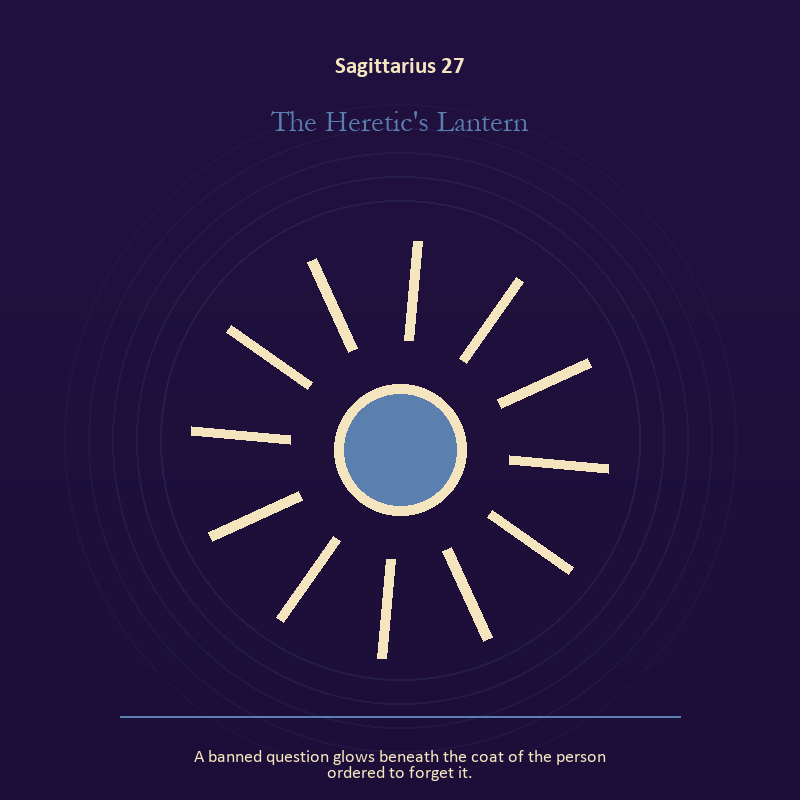 Sagittarius 27
The Heretic's Lantern
A banned question glows beneath the coat of the person
ordered to forget it.